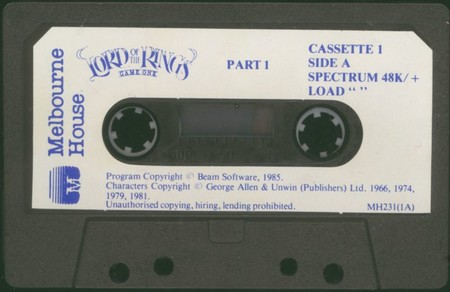 Melbourne
House
LORD OF THE RINGS
GAME ONE
PART 1
CASSETTE 1
SIDE A
SPECTRUM 48K/+
LOAD “ ”
M
Program Copyright © Beam Software, 1985.
Characters Copyright © George Allen & Unwin (Publishers) Ltd. 1966, 1974,
1979, 1981.
Unauthorised copying, hiring, lending prohibited.
MH231(1A)